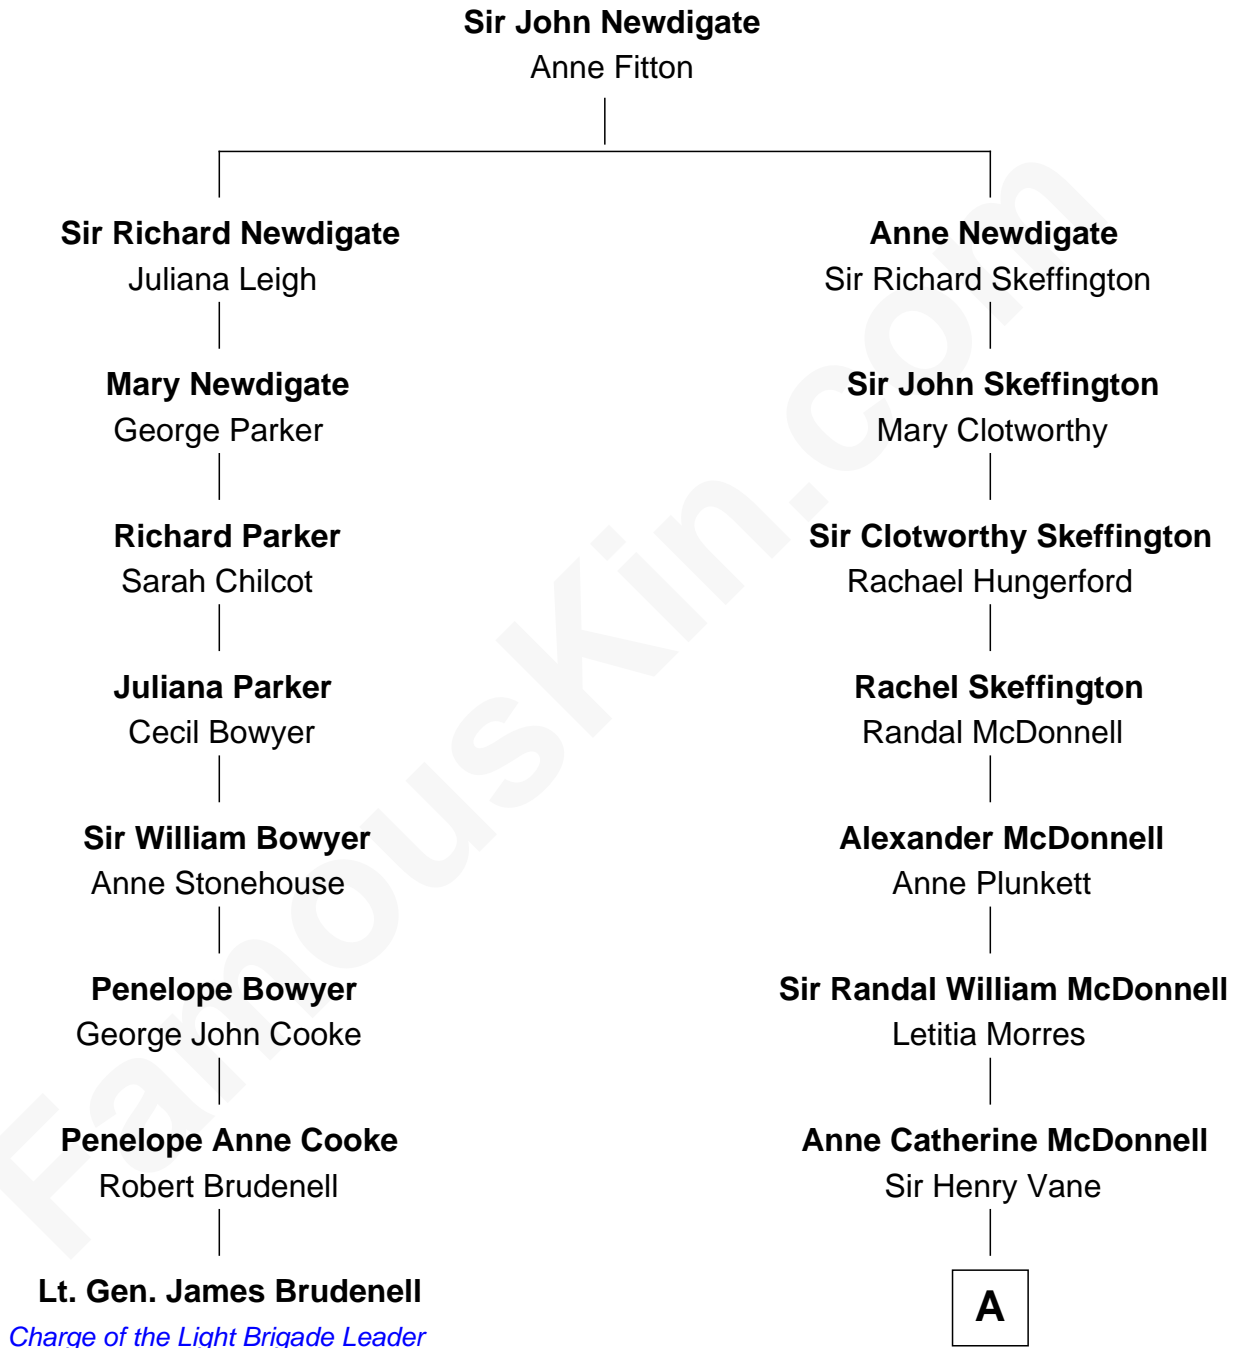 Sir John Newdigate
Anne Fitton
Sir Richard Newdigate
Juliana Leigh
Anne Newdigate
Sir Richard Skeffington
Mary Newdigate
George Parker
Sir John Skeffington
Mary Clotworthy
Richard Parker
Sarah Chilcot
Sir Clotworthy Skeffington
Rachael Hungerford
Juliana Parker
Cecil Bowyer
Rachel Skeffington
Randal McDonnell
Sir William Bowyer
Anne Stonehouse
Alexander McDonnell
Anne Plunkett
Penelope Bowyer
George John Cooke
Sir Randal William McDonnell
Letitia Morres
Penelope Anne Cooke
Robert Brudenell
Anne Catherine McDonnell
Sir Henry Vane
Lt. Gen. James Brudenell
Charge of the Light Brigade Leader
A
FamousKin.com